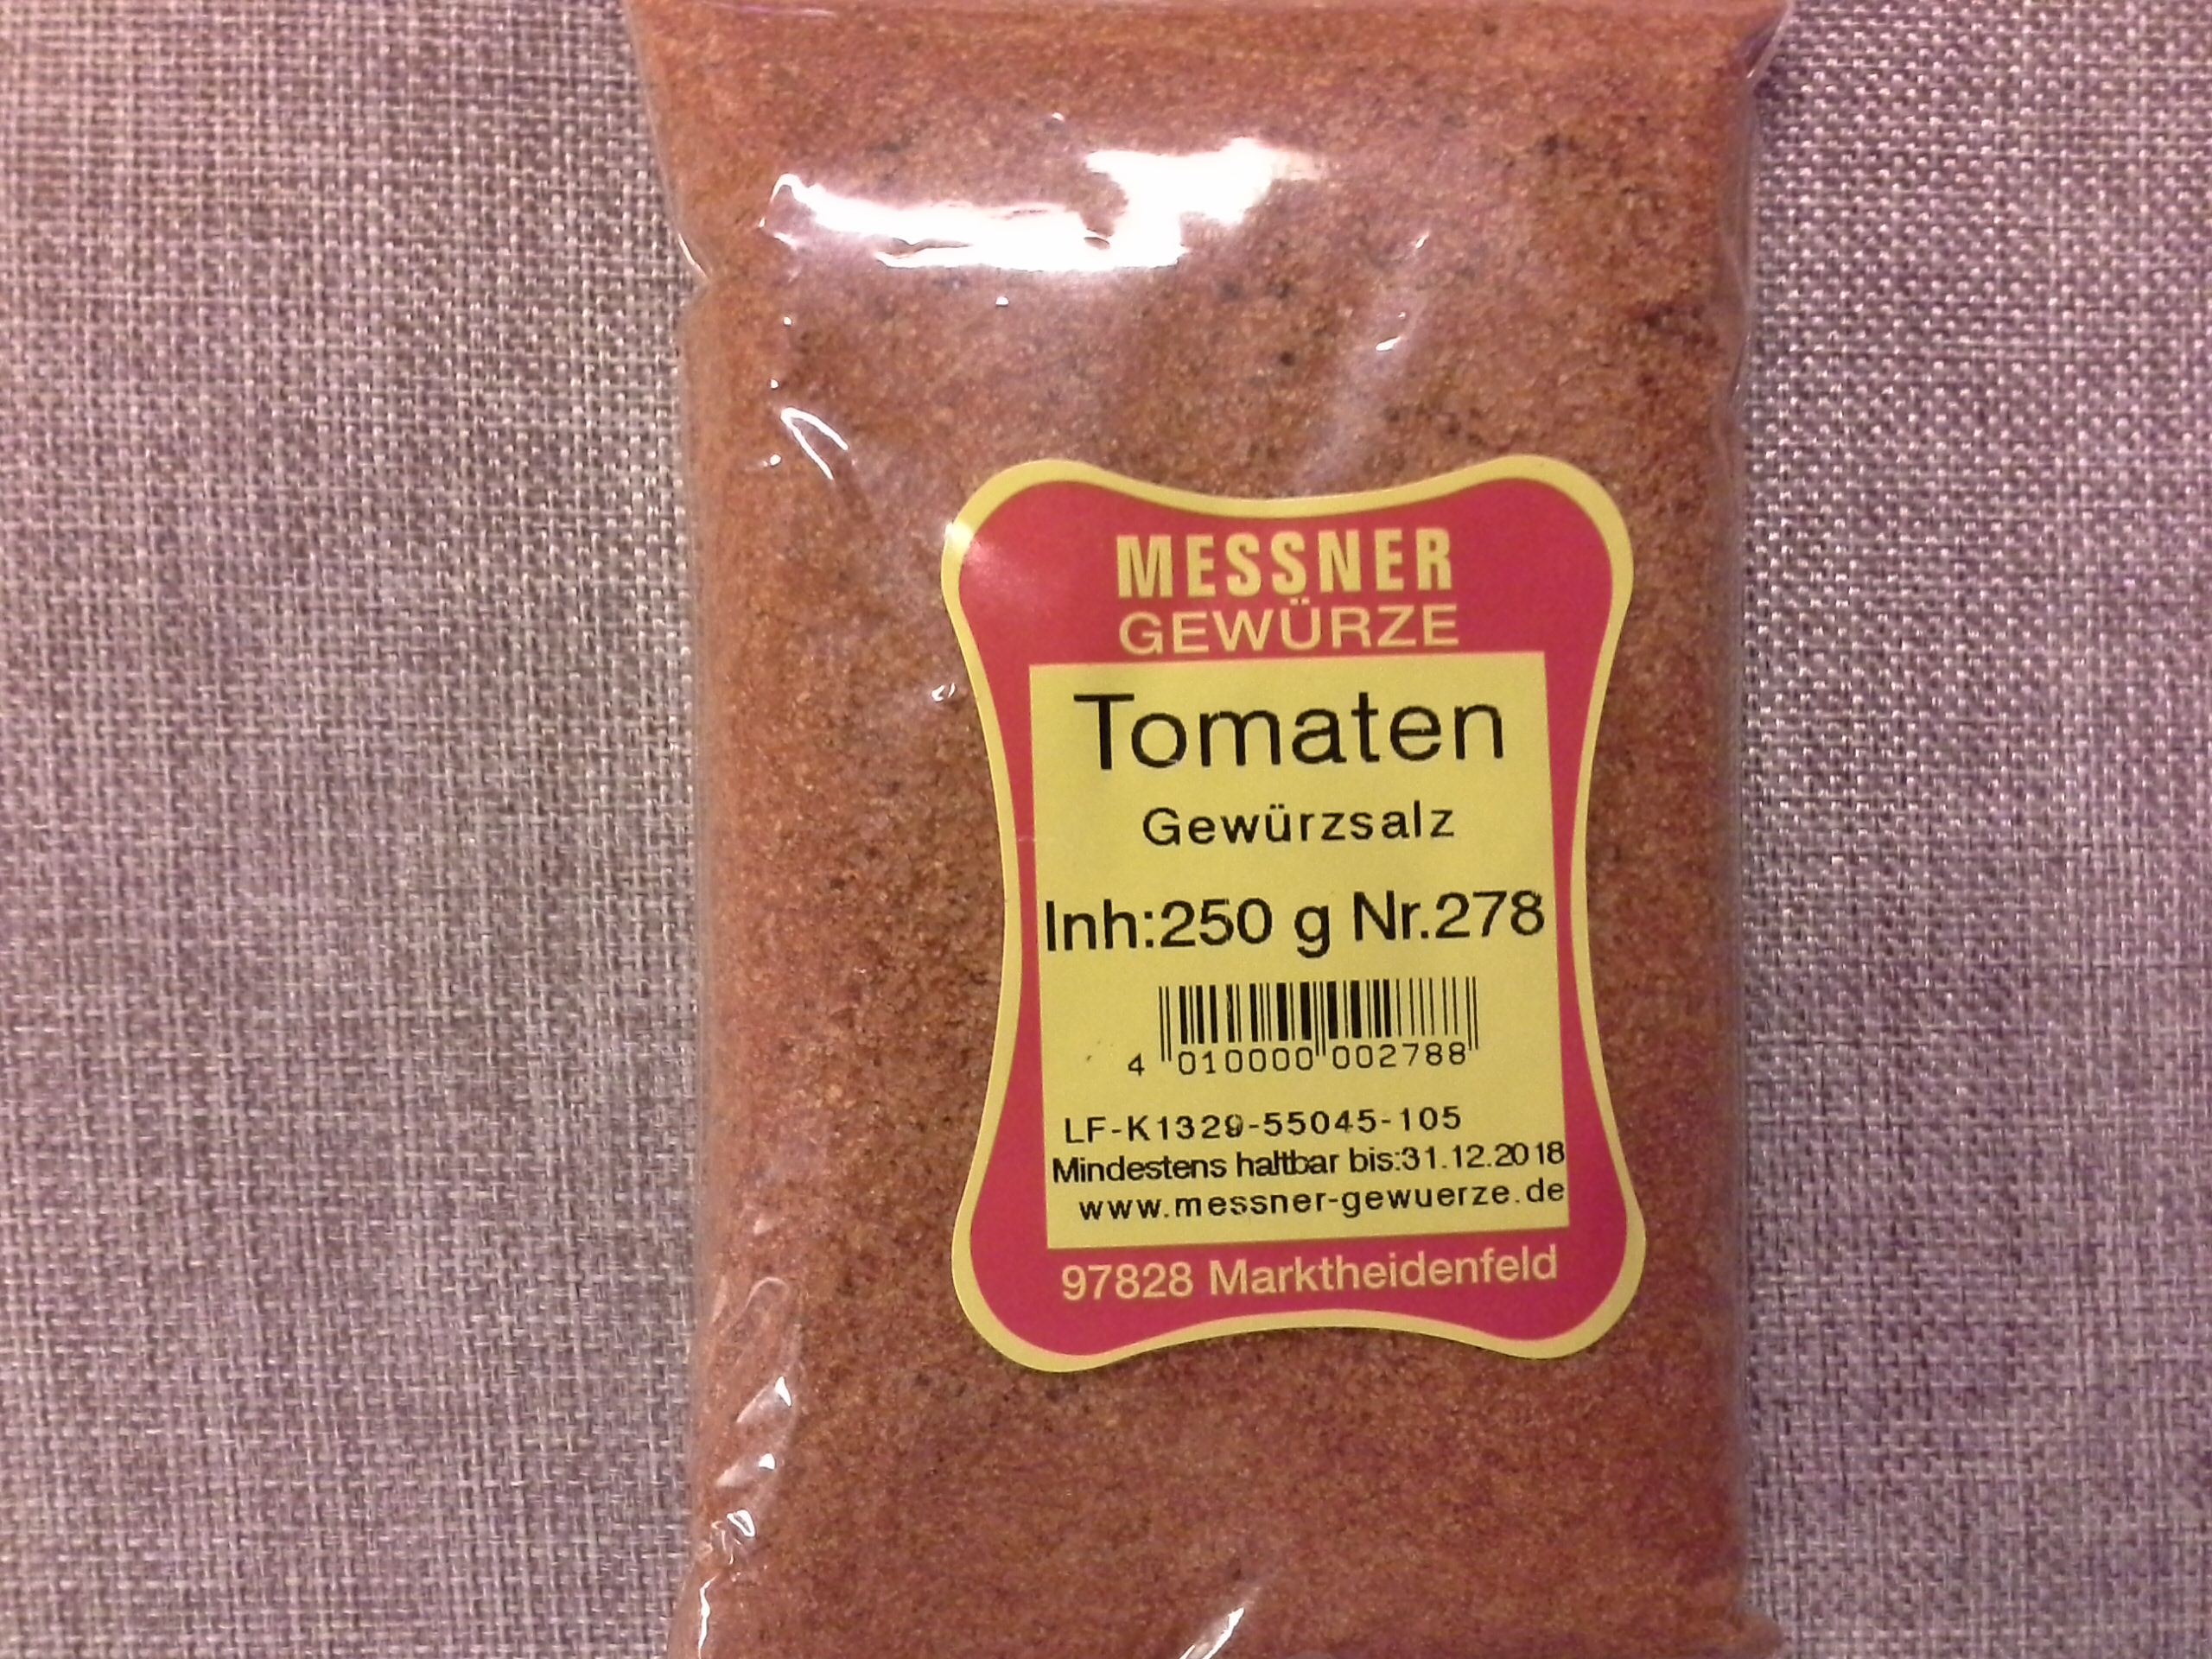 MESSNER
GEWÜRZE
Tomaten
Gewürzsalz
Inh:250 g Nr.278
4 010000 002788
LF-K1329-55045-105
Mindestens haltbar bis:31.12.2018
www.messner-gewuerze.de
97828 Marktheidenfeld